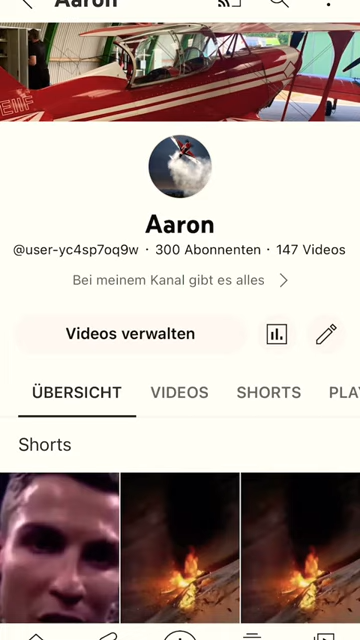 Aaron
Aaron
@user-yc4sp7oq9w · 300 Abonnenten · 147 Videos
Bei meinem Kanal gibt es alles
Videos verwalten
ÜBERSICHT VIDEOS SHORTS PLA
Shorts